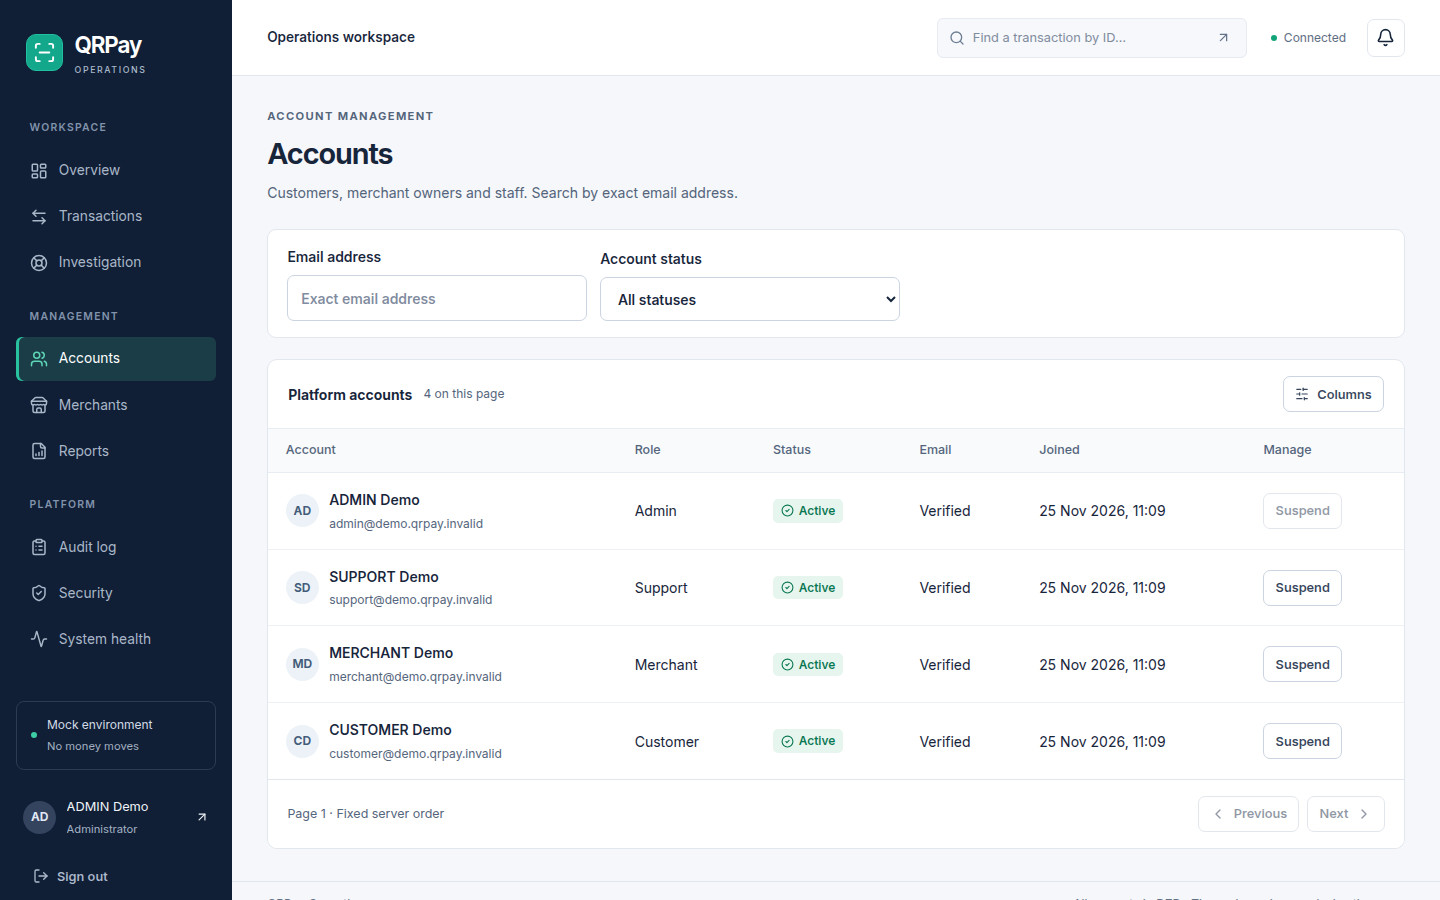 QRPay
OPERATIONS
WORKSPACE
Overview
Transactions
Investigation
MANAGEMENT
Accounts
Merchants
Reports
PLATFORM
Audit log
Security
System health
Mock environment
No money moves
AD
ADMIN Demo
Administrator
Sign out
Operations workspace
Find a transaction by ID...
Connected
ACCOUNT MANAGEMENT
Accounts
Customers, merchant owners and staff. Search by exact email address.
Email address
Exact email address
Account status
All statuses
Platform accounts 4 on this page
Columns
Account Role Status Email Joined Manage
AD ADMIN Demo
admin@demo.qrpay.invalid
Admin Active Verified 25 Nov 2026, 11:09 Suspend
SD SUPPORT Demo
support@demo.qrpay.invalid
Support Active Verified 25 Nov 2026, 11:09 Suspend
MD MERCHANT Demo
merchant@demo.qrpay.invalid
Merchant Active Verified 25 Nov 2026, 11:09 Suspend
CD CUSTOMER Demo
customer@demo.qrpay.invalid
Customer Active Verified 25 Nov 2026, 11:09 Suspend
Page 1 · Fixed server order
Previous
Next